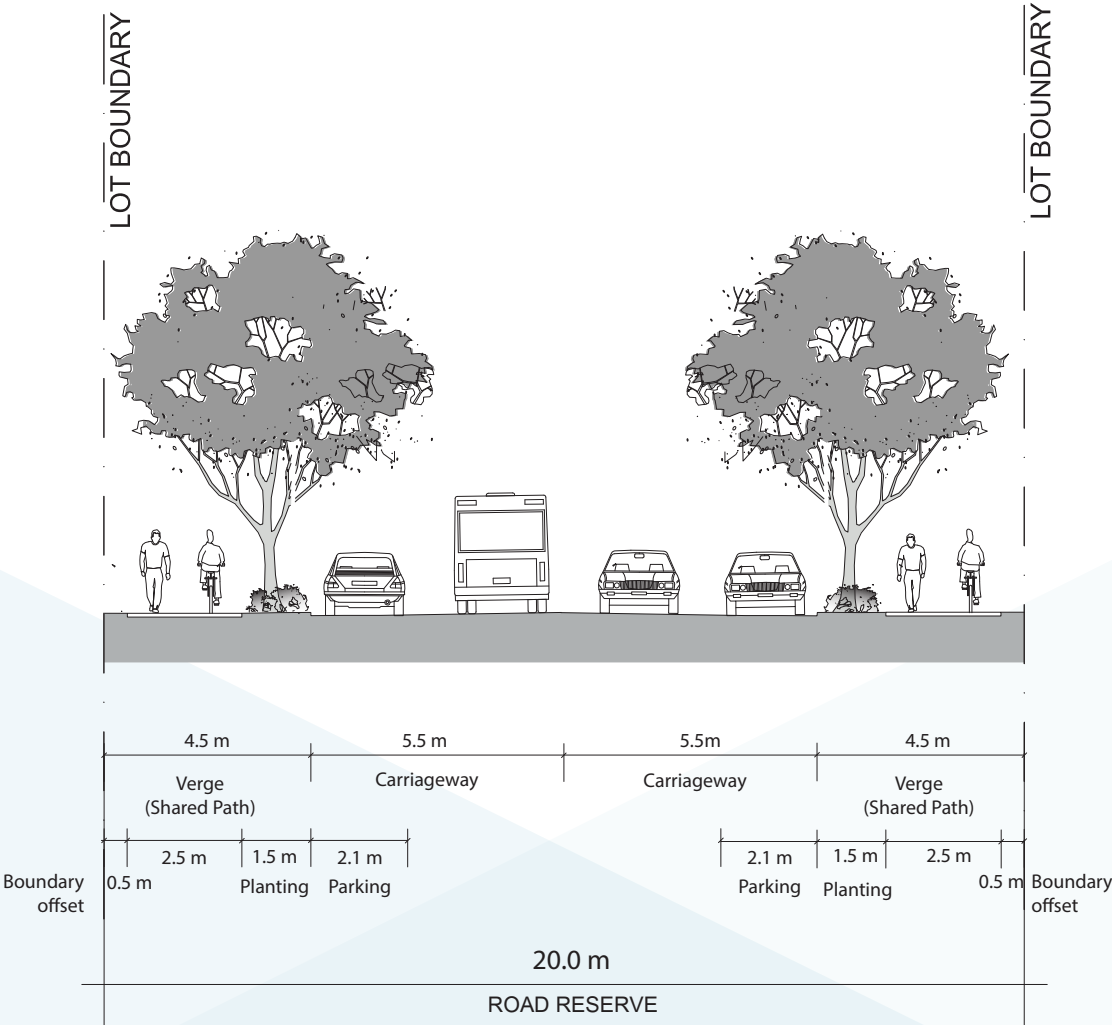 LOT BOUNDARY
LOT BOUNDARY
4.5 m
5.5 m
5.5m
4.5 m
Verge
(Shared Path)
Carriageway
Carriageway
Verge
(Shared Path)
2.5 m
1.5 m
2.1 m
2.1 m
1.5 m
2.5 m
Boundary
offset
0.5 m
Planting
Parking
Parking
Planting
0.5 m
Boundary
offset
20.0 m
ROAD RESERVE